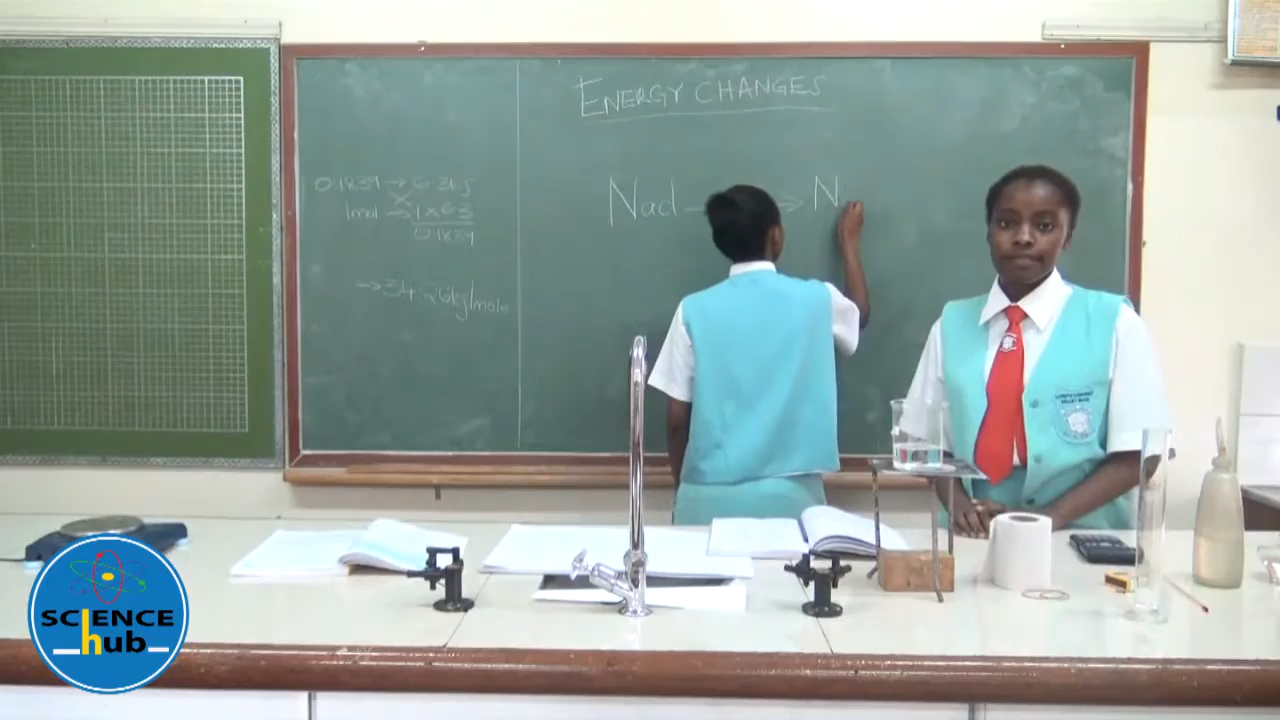 ENERGY CHANGES
0.1839 → 6.3kJ
1mol → 1 x 6.3
0.1839
→ 34.26kJ/mole
Nacl → N
SCIENCE
hub